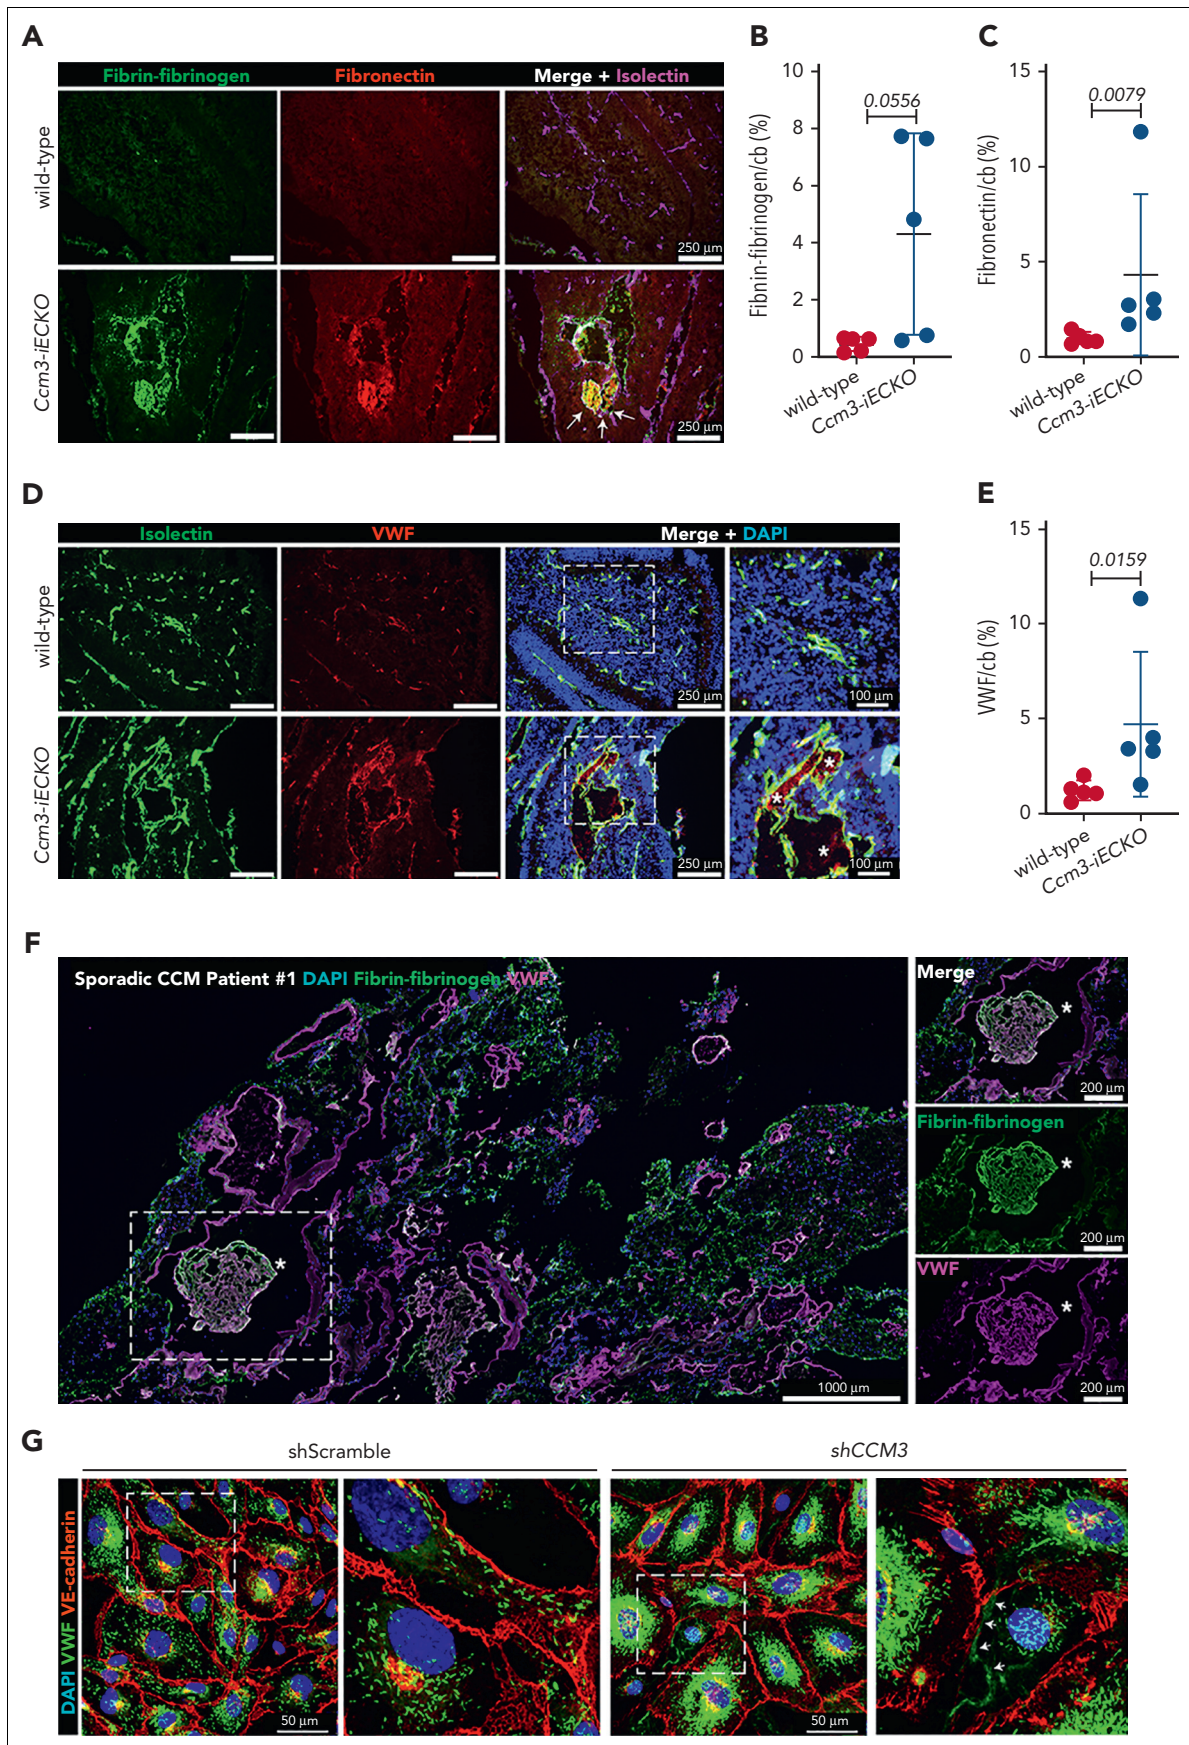 A
Fibrin-fibrinogen
Fibronectin
Merge + Isolectin
wild-type
250 µm
Ccm3-iECKO
250 µm
B
Fibnin-fibrinogen/cb (%)
10
8
6
4
2
0
0.0556
wild-type
Ccm3-iECKO
C
Fibronectin/cb (%)
15
10
5
0
0.0079
wild-type
Ccm3-iECKO
D
Isolectin
VWF
Merge + DAPI
wild-type
250 µm
100 µm
Ccm3-iECKO
250 µm
*
*
*
100 µm
E
VWF/cb (%)
15
10
5
0
0.0159
wild-type
Ccm3-iECKO
F
Sporadic CCM Patient #1 DAPI Fibrin-fibrinogen VWF
*
1000 µm
Merge
*
200 µm
Fibrin-fibrinogen
*
200 µm
VWF
*
200 µm
G
shScramble
shCCM3
DAPI VWF VE-cadherin
50 µm
50 µm